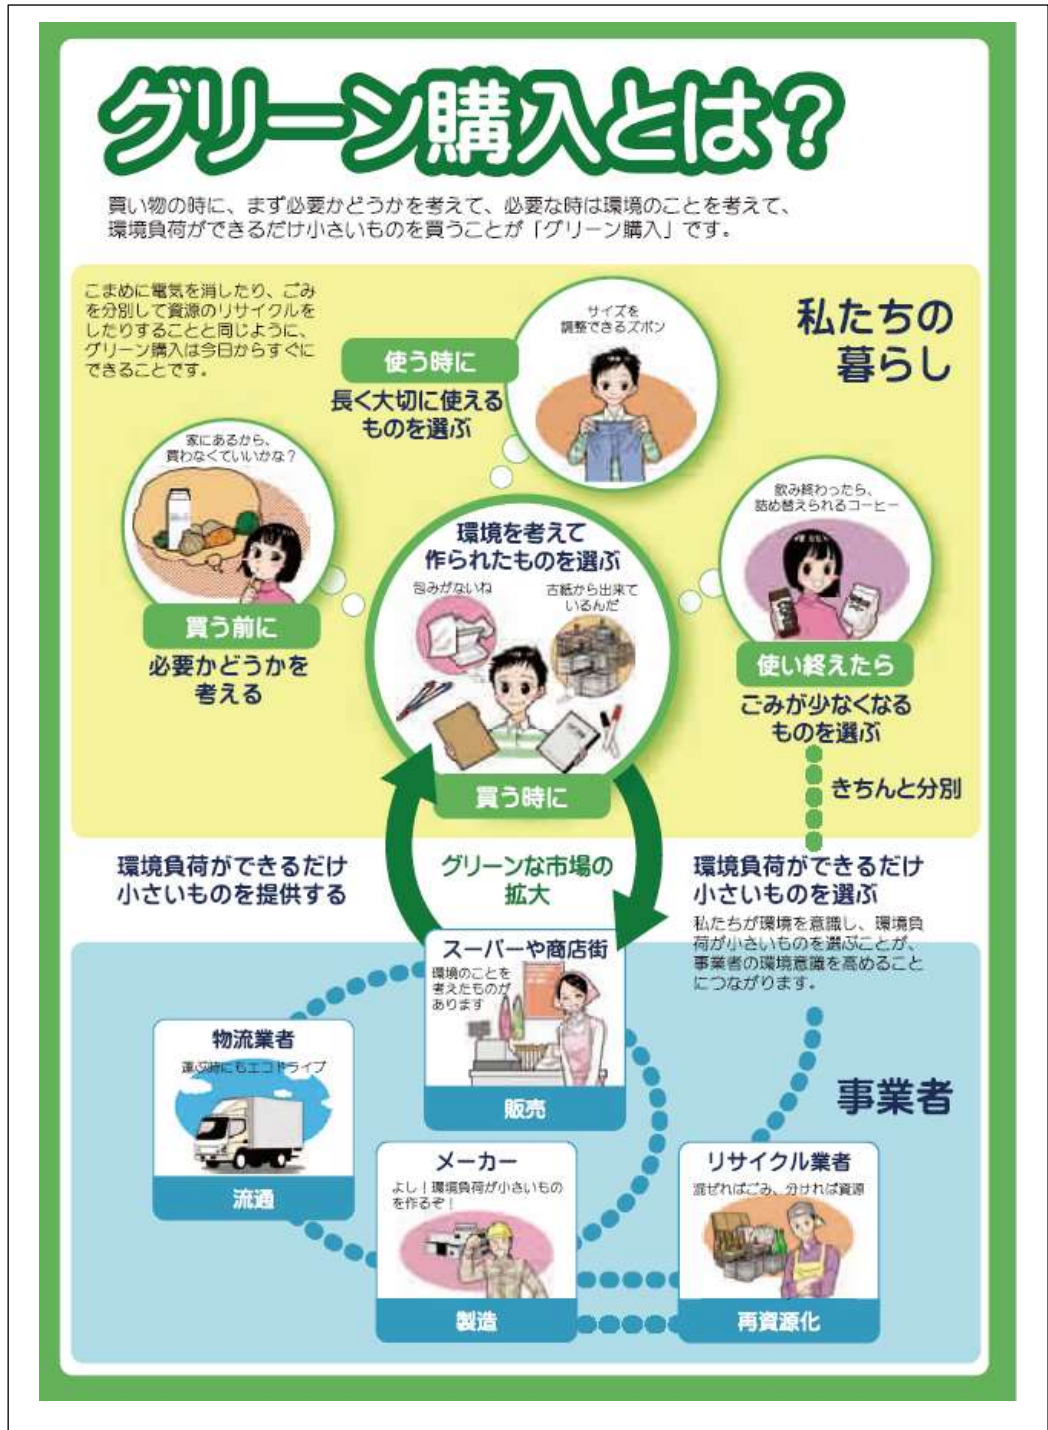 グリーン購入とは？
買い物の時に、まず必要かどうかを考えて、必要な時は環境のことを考えて、
環境負荷ができるだけ小さいものを買うことが「グリーン購入」です。
こまめに電気を消したり、ごみ
を分別して資源のリサイクルを
したりすることと同じように、
グリーン購入は今日からすぐに
できることです。
私たちの
暮らし
サイズを
調整できるズボン
使う時に
長く大切に使える
ものを選ぶ
家にあるから、
買わなくていいかな？
買う前に
必要かどうかを
考える
環境を考えて
作られたものを選ぶ
包みがないね
古紙から出来て
いるんだ
買う時に
飲み終わったら、
詰め替えられるコーヒー
使い終えたら
ごみが少なくなる
ものを選ぶ
きちんと分別
環境負荷ができるだけ
小さいものを提供する
グリーンな市場の
拡大
環境負荷ができるだけ
小さいものを選ぶ
私たちが環境を意識し、環境負
荷が小さいものを選ぶことが、
事業者の環境意識を高めること
につながります。
スーパーや商店街
環境のことを
考えたものが
あります
販売
物流業者
運ぶ時にもエコドライブ
流通
事業者
メーカー
よし！環境負荷が小さいもの
を作るぞ！
製造
リサイクル業者
混ぜればごみ、分ければ資源
再資源化